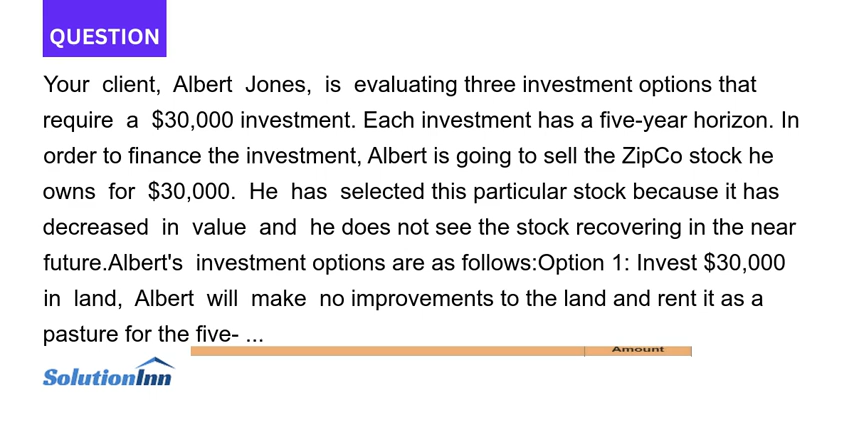 QUESTION
Your client, Albert Jones, is evaluating three investment options that
require a $30,000 investment. Each investment has a five-year horizon. In
order to finance the investment, Albert is going to sell the ZipCo stock he
owns for $30,000. He has selected this particular stock because it has
decreased in value and he does not see the stock recovering in the near
future.Albert's investment options are as follows:Option 1: Invest $30,000
in land, Albert will make no improvements to the land and rent it as a
pasture for the five- ...
Amount
SolutionInn